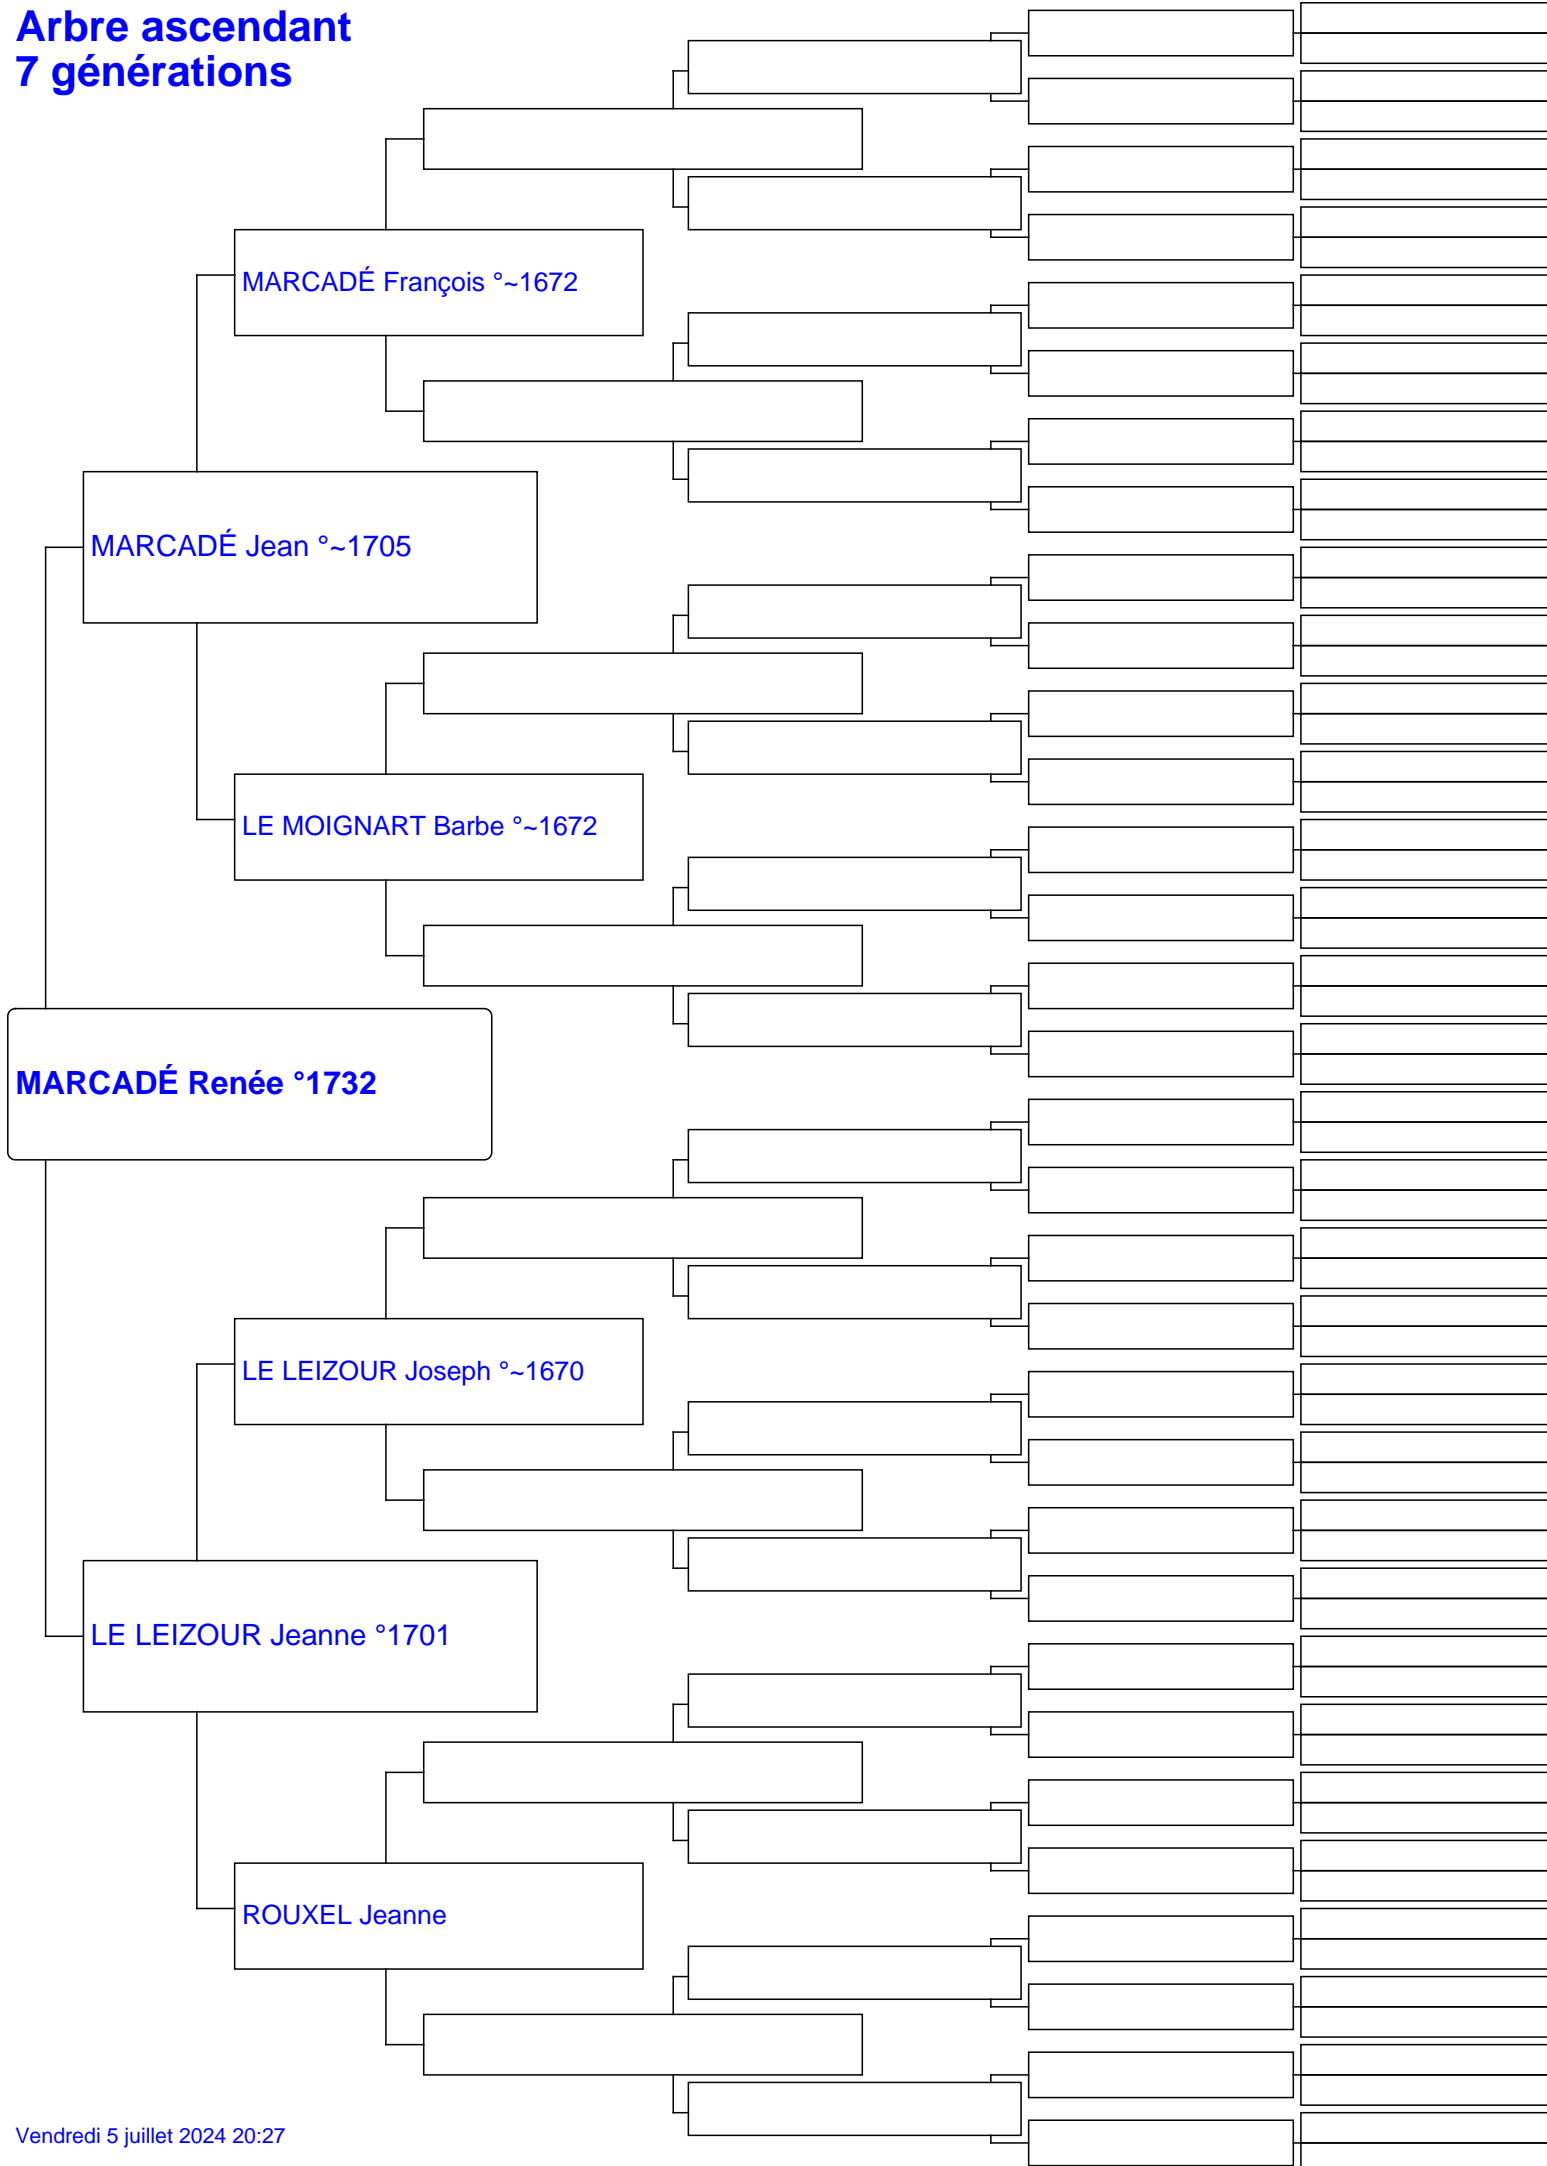 Arbre ascendant
7 générations
MARCADÉ François °~1672
MARCADÉ Jean °~1705
LE MOIGNART Barbe °~1672
MARCADÉ Renée °1732
LE LEIZOUR Joseph °~1670
LE LEIZOUR Jeanne °1701
ROUXEL Jeanne
Vendredi 5 juillet 2024 20:27